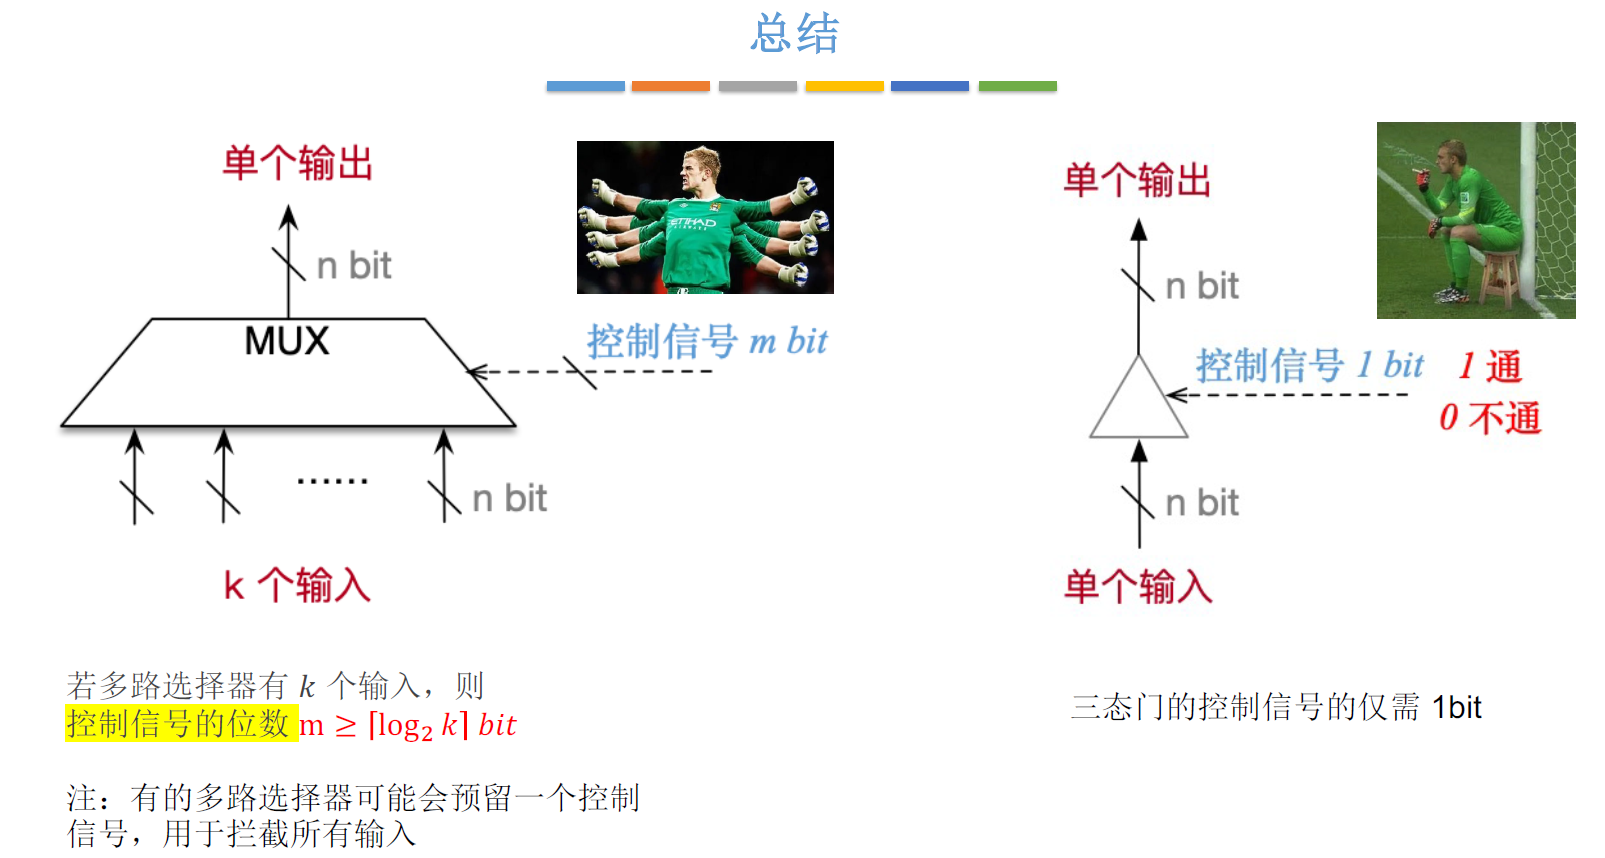 总结
单个输出
n bit
MUX
控制信号 m bit
......
n bit
k 个输入
若多路选择器有 k 个输入，则
控制信号的位数 m ≥ ⌈log₂ k⌉ bit
注：有的多路选择器可能会预留一个控制
信号，用于拦截所有输入
ETIHAD
AIRWAYS
单个输出
n bit
控制信号 1 bit
1 通
0 不通
n bit
单个输入
三态门的控制信号的仅需 1bit